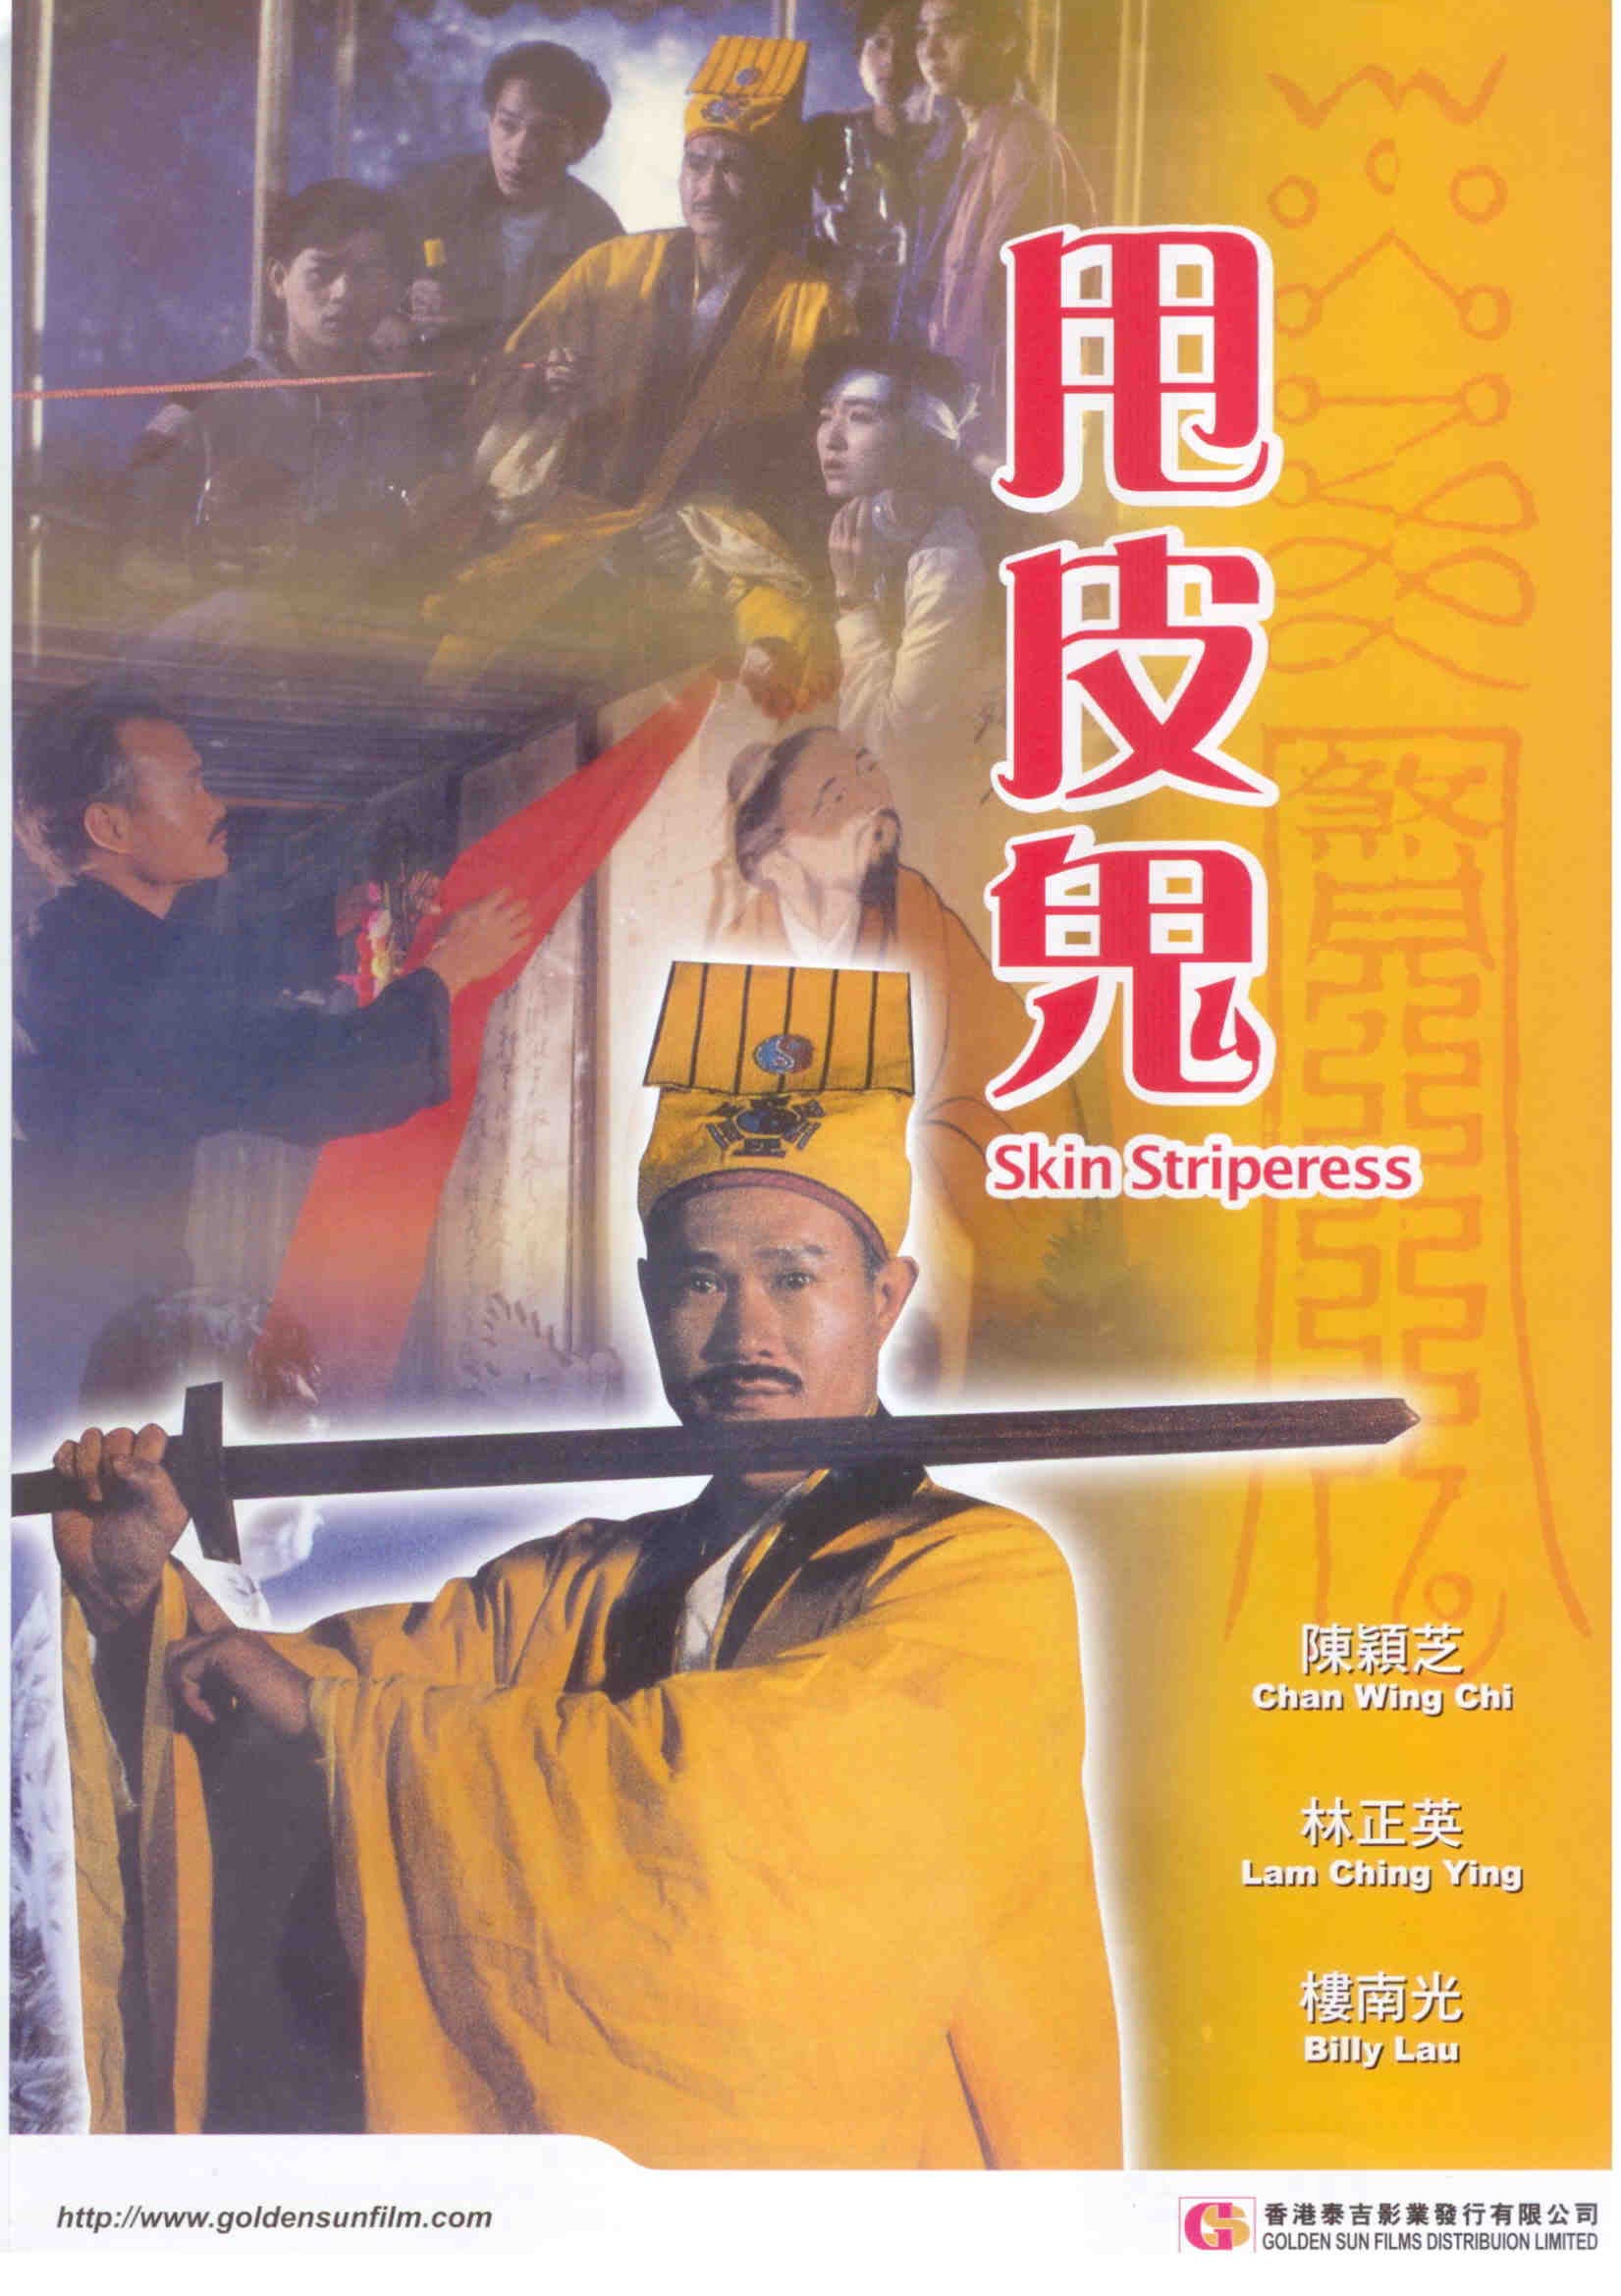 甩皮鬼
Skin Striperess
陳穎芝
Chan Wing Chi
林正英
Lam Ching Ying
樓南光
Billy Lau
http://www.goldensunfilm.com
GS
香港泰吉影業發行有限公司
GOLDEN SUN FILMS DISTRIBUION LIMITED